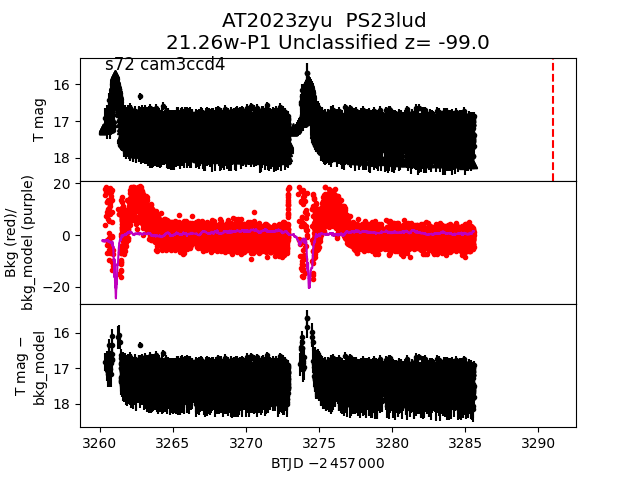 AT2023zyu  PS23lud
21.26w-P1 Unclassified z= -99.0
s72 cam3ccd4
T mag
16
17
18
Bkg (red)/
bkg_model (purple)
20
0
−20
T mag −
bkg_model
16
17
18
3260 3265 3270 3275 3280 3285 3290
BTJD −2 457 000